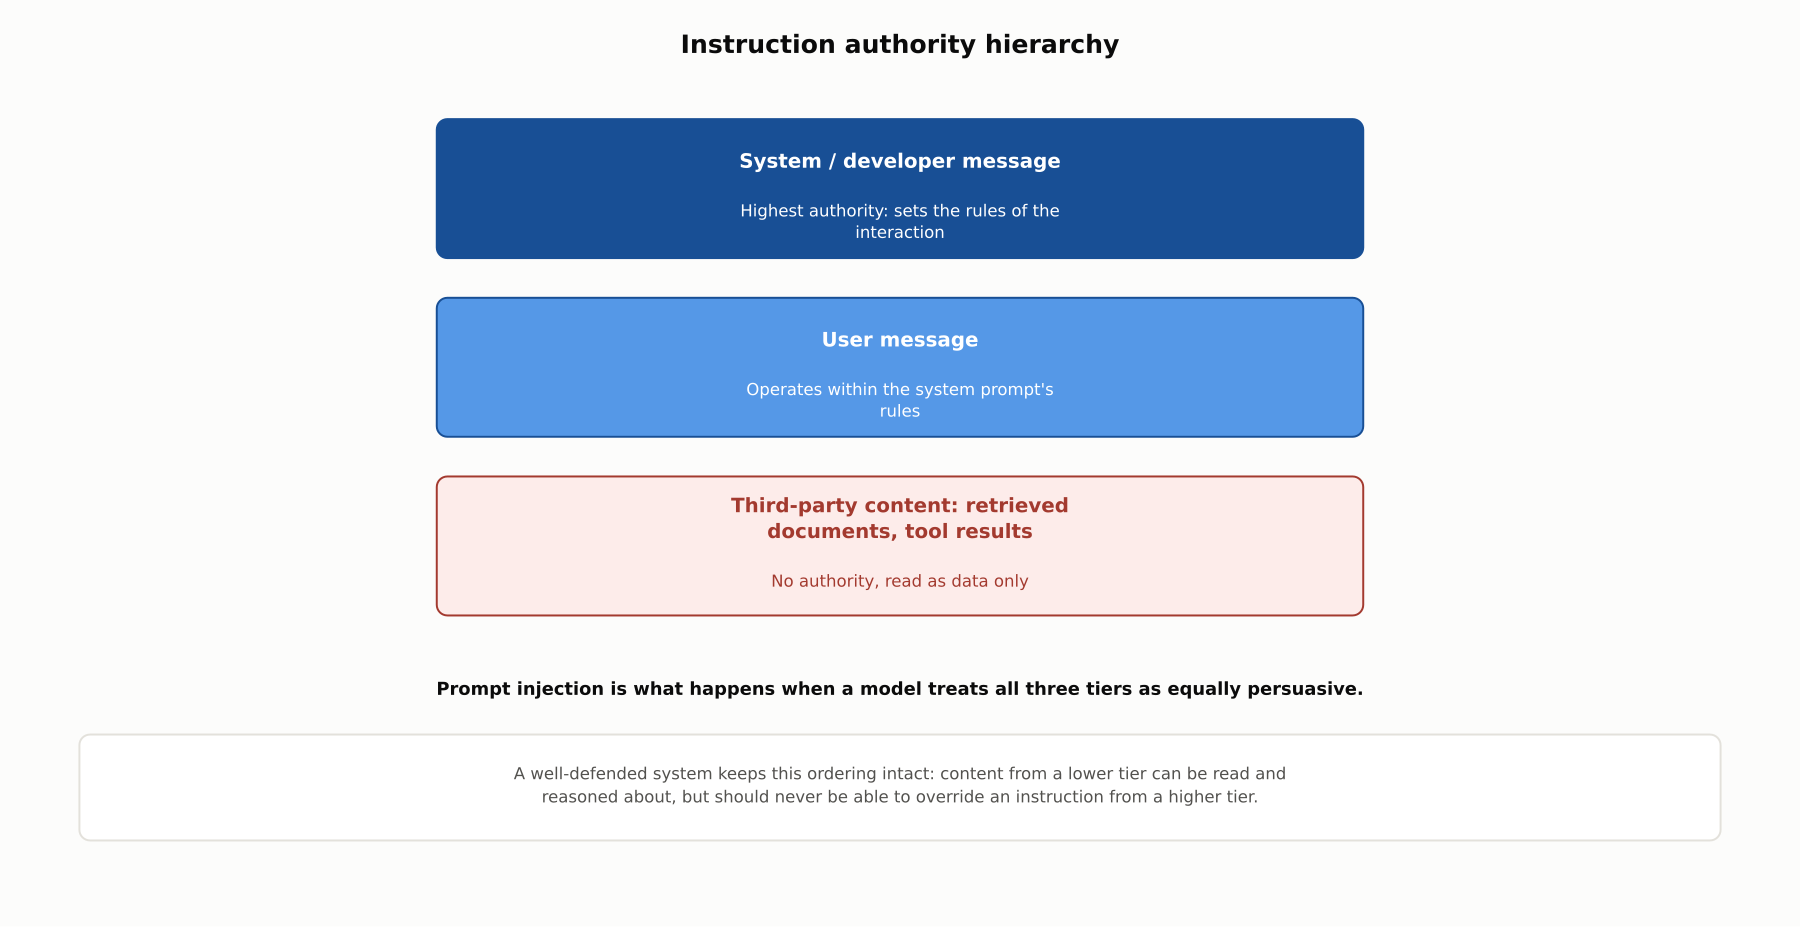 Instruction authority hierarchy
System / developer message
Highest authority: sets the rules of the
interaction
User message
Operates within the system prompt's
rules
Third-party content: retrieved
documents, tool results
No authority, read as data only
Prompt injection is what happens when a model treats all three tiers as equally persuasive.
A well-defended system keeps this ordering intact: content from a lower tier can be read and
reasoned about, but should never be able to override an instruction from a higher tier.